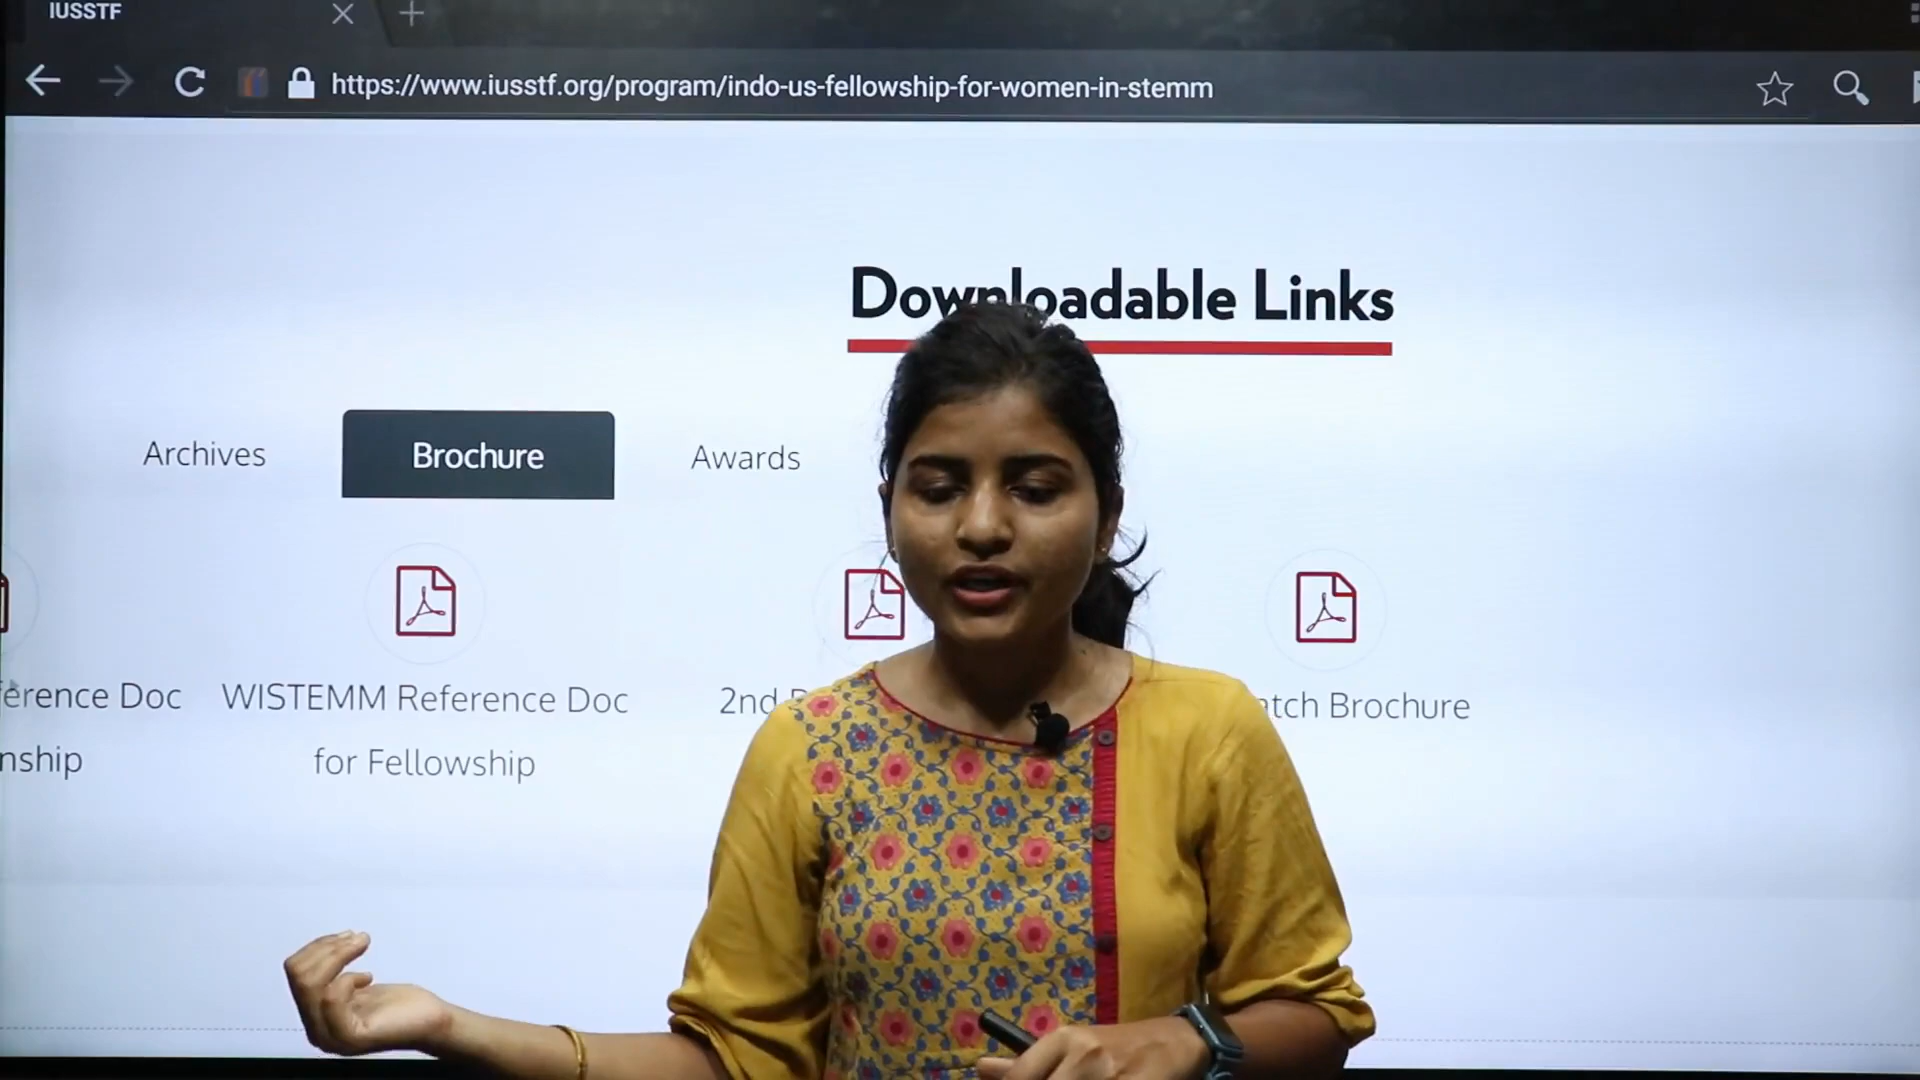 IUSSTF
https://www.iusstf.org/program/indo-us-fellowship-for-women-in-stemm
Downloadable Links
Archives
Brochure
Awards
Doc
WISTEMM Reference Doc
for Fellowship
2nd
Brochure